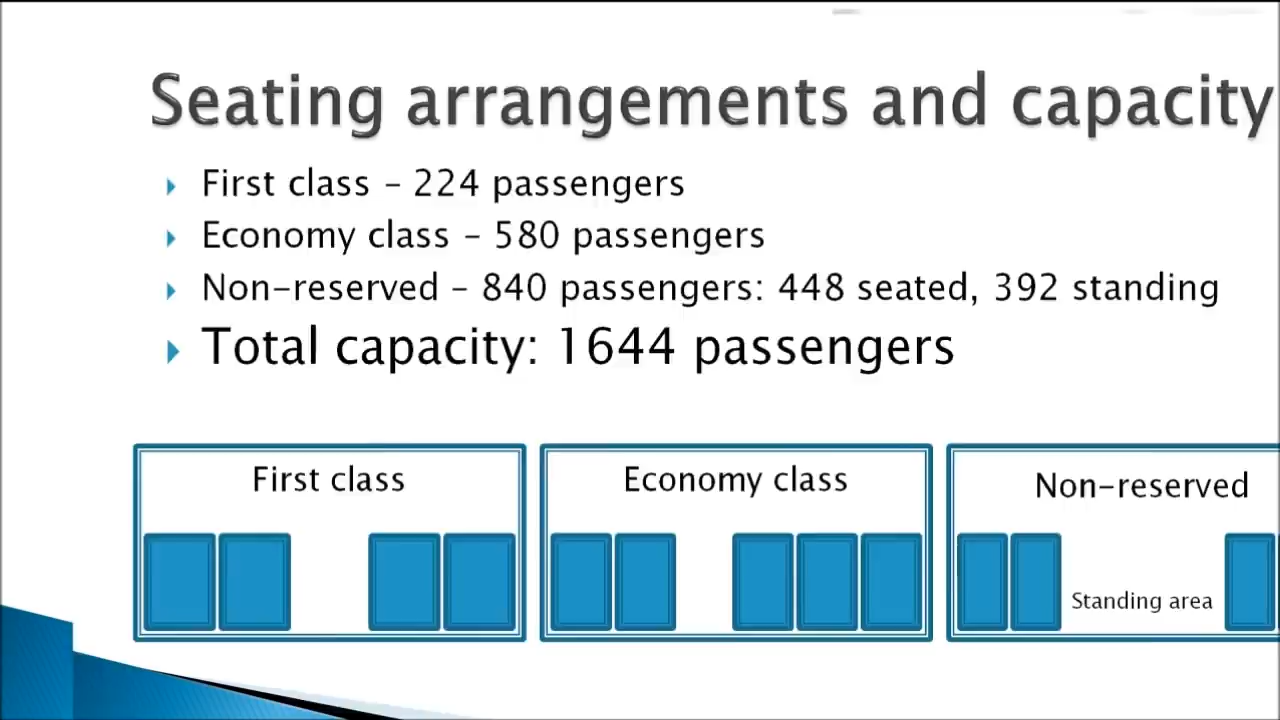 Seating arrangements and capacity
First class – 224 passengers
Economy class – 580 passengers
Non-reserved – 840 passengers: 448 seated, 392 standing
Total capacity: 1644 passengers
First class
Economy class
Non-reserved
Standing area